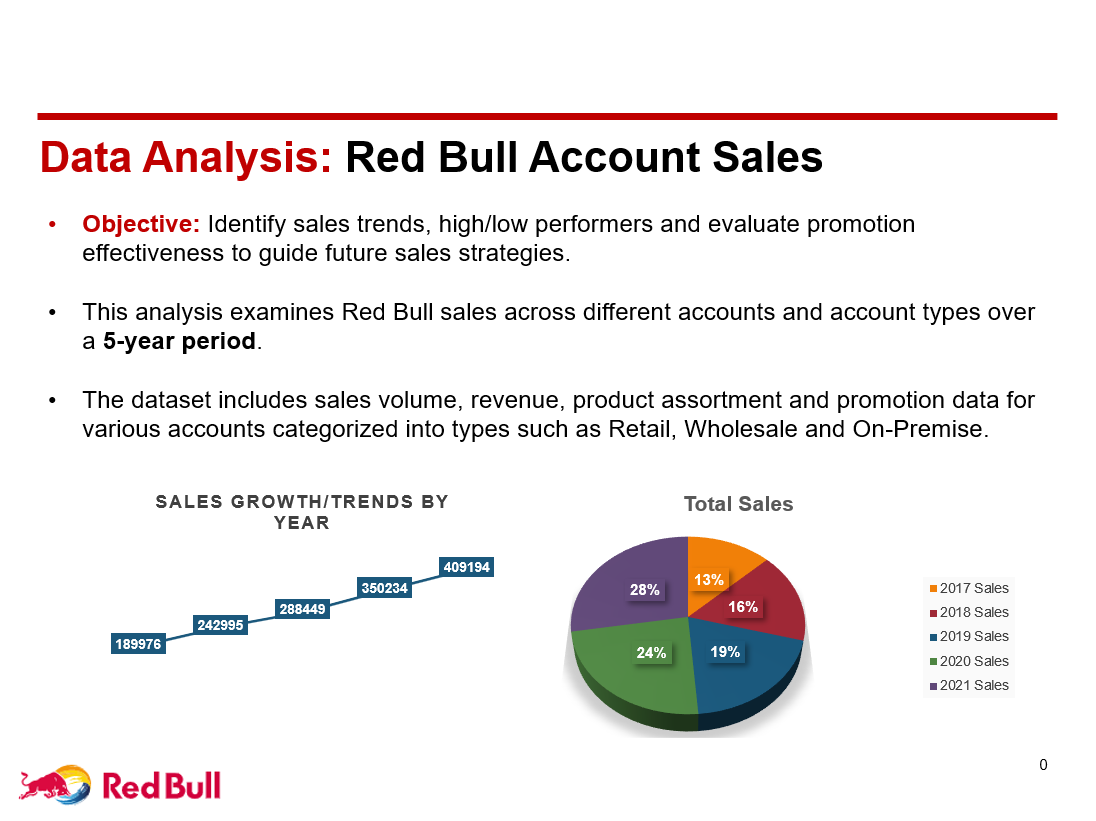 Data Analysis: Red Bull Account Sales
• Objective: Identify sales trends, high/low performers and evaluate promotion
effectiveness to guide future sales strategies.
• This analysis examines Red Bull sales across different accounts and account types over
a 5-year period.
• The dataset includes sales volume, revenue, product assortment and promotion data for
various accounts categorized into types such as Retail, Wholesale and On-Premise.
SALES GROWTH/TRENDS BY
YEAR
189976
242995
288449
350234
409194
Total Sales
13%
16%
19%
24%
28%
2017 Sales
2018 Sales
2019 Sales
2020 Sales
2021 Sales
Red Bull
0